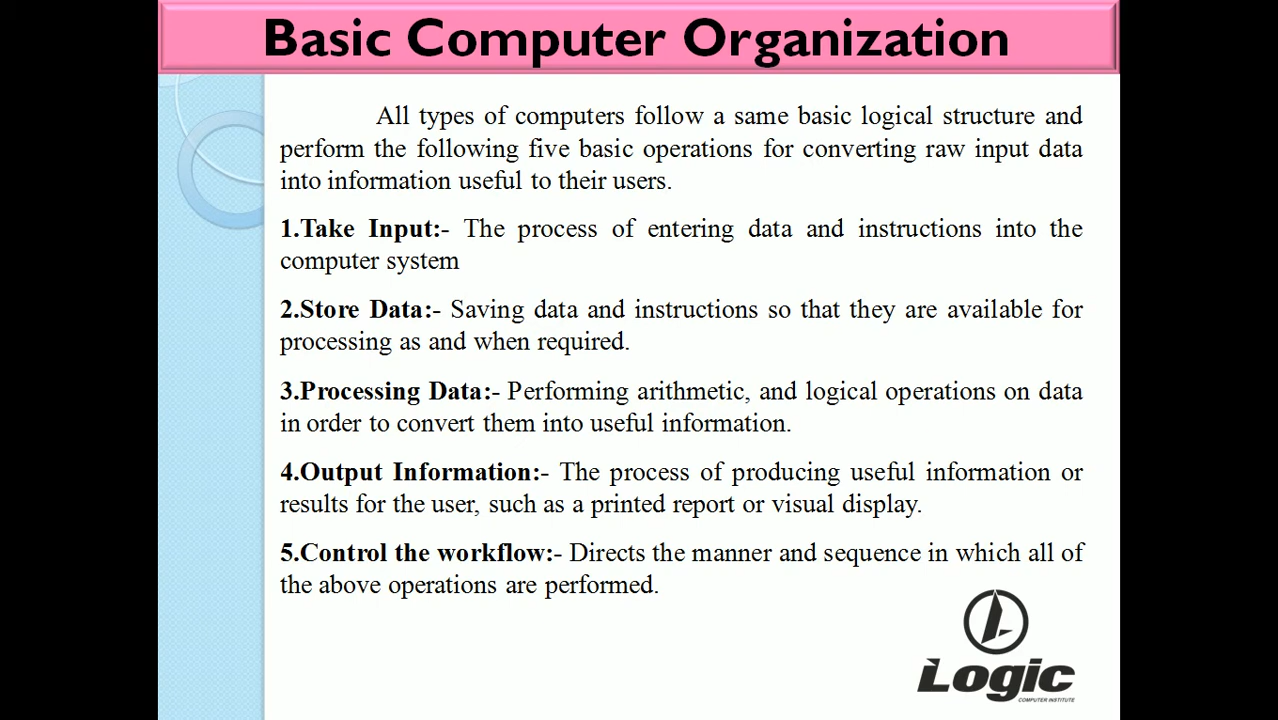 Basic Computer Organization
All types of computers follow a same basic logical structure and
perform the following five basic operations for converting raw input data
into information useful to their users.
1.Take Input:- The process of entering data and instructions into the
computer system
2.Store Data:- Saving data and instructions so that they are available for
processing as and when required.
3.Processing Data:- Performing arithmetic, and logical operations on data
in order to convert them into useful information.
4.Output Information:- The process of producing useful information or
results for the user, such as a printed report or visual display.
5.Control the workflow:- Directs the manner and sequence in which all of
the above operations are performed.
Logic
COMPUTER INSTITUTE